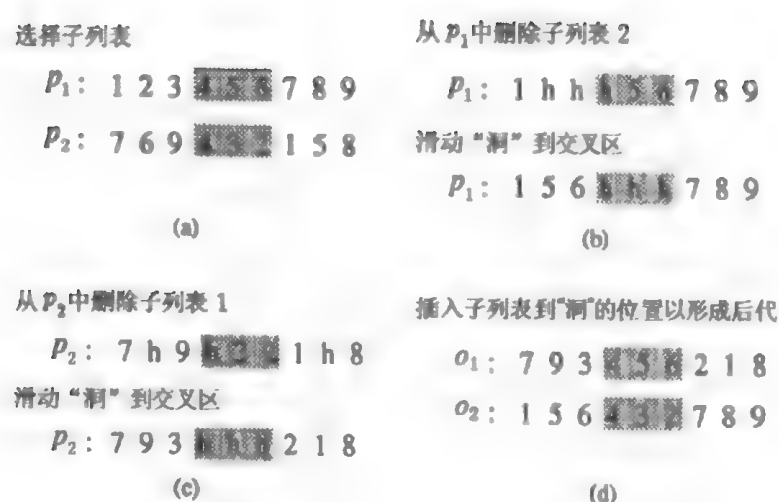 选择子列表
p₁: 1 2 3 4 5 6 7 8 9
p₂: 7 6 9 4 3 2 1 5 8
(a)
从 p₁中删除子列表 2
p₁: 1 h h h 5 6 7 8 9
滑动“洞”到交叉区
p₁: 1 5 6 h h h 7 8 9
(b)
从 p₂中删除子列表 1
p₂: 7 h 9 h 3 2 1 h 8
滑动“洞”到交叉区
p₂: 7 9 3 h h h 2 1 8
(c)
插入子列表到“洞”的位置以形成后代
o₁: 7 9 3 4 5 6 2 1 8
o₂: 1 5 6 4 3 2 7 8 9
(d)